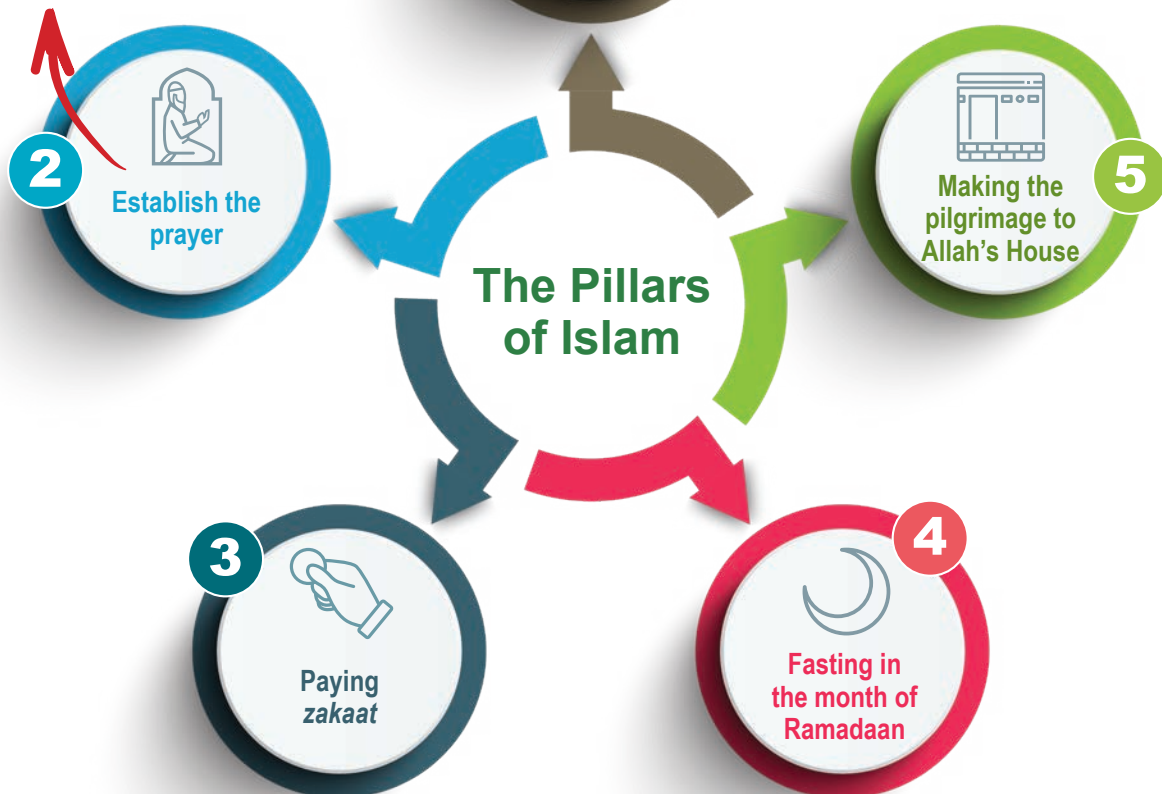 The Pillars
of Islam
2
Establish the
prayer
3
Paying
zakaat
4
Fasting in
the month of
Ramadaan
5
Making the
pilgrimage to
Allah's House